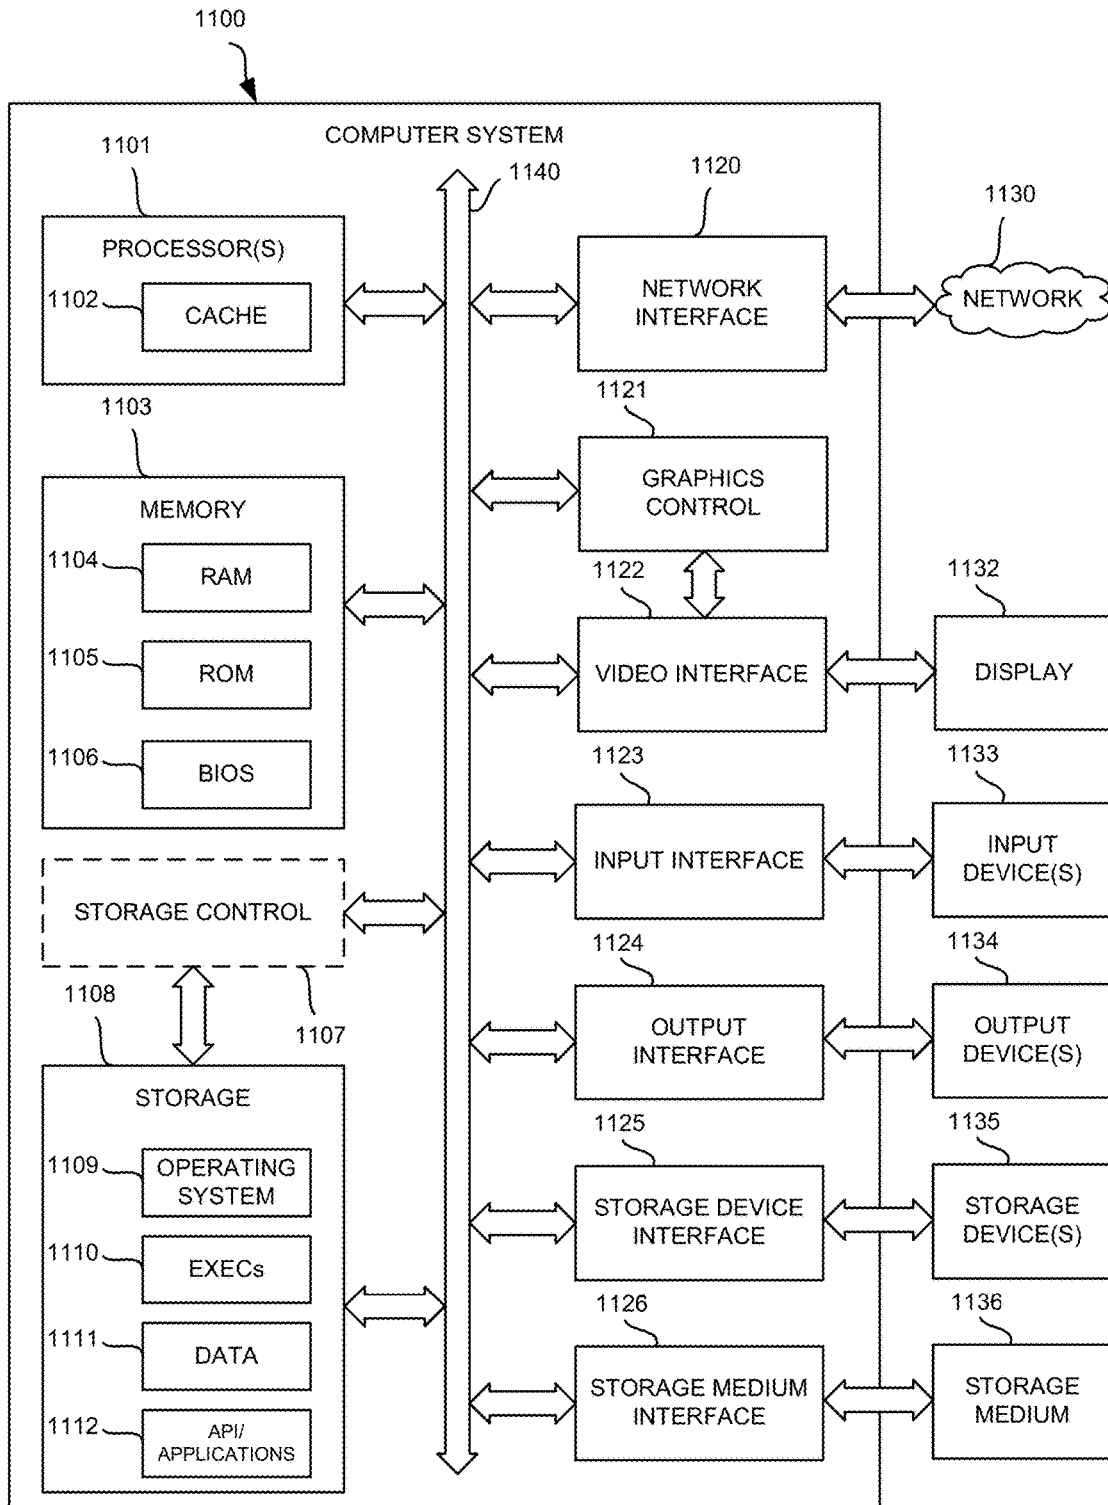 1100
COMPUTER SYSTEM
1101
1140
1120
1130
PROCESSOR(S)
1102
CACHE
NETWORK
INTERFACE
NETWORK
1103
1121
MEMORY
GRAPHICS
CONTROL
1104
RAM
1122
1132
1105
ROM
VIDEO INTERFACE
DISPLAY
1106
BIOS
1123
1133
INPUT INTERFACE
INPUT
DEVICE(S)
STORAGE CONTROL
1107
1124
1134
OUTPUT
INTERFACE
OUTPUT
DEVICE(S)
1108
STORAGE
1109
OPERATING
SYSTEM
1125
1135
STORAGE DEVICE
INTERFACE
STORAGE
DEVICE(S)
1110
EXECs
1111
DATA
1126
1136
STORAGE MEDIUM
INTERFACE
STORAGE
MEDIUM
1112
API/
APPLICATIONS